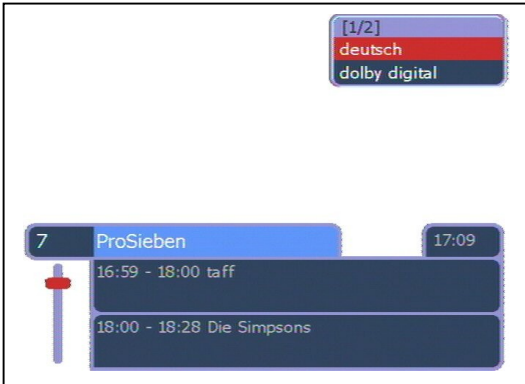 [1/2]
deutsch
dolby digital
7 ProSieben 17:09
16:59 - 18:00 taff
18:00 - 18:28 Die Simpsons